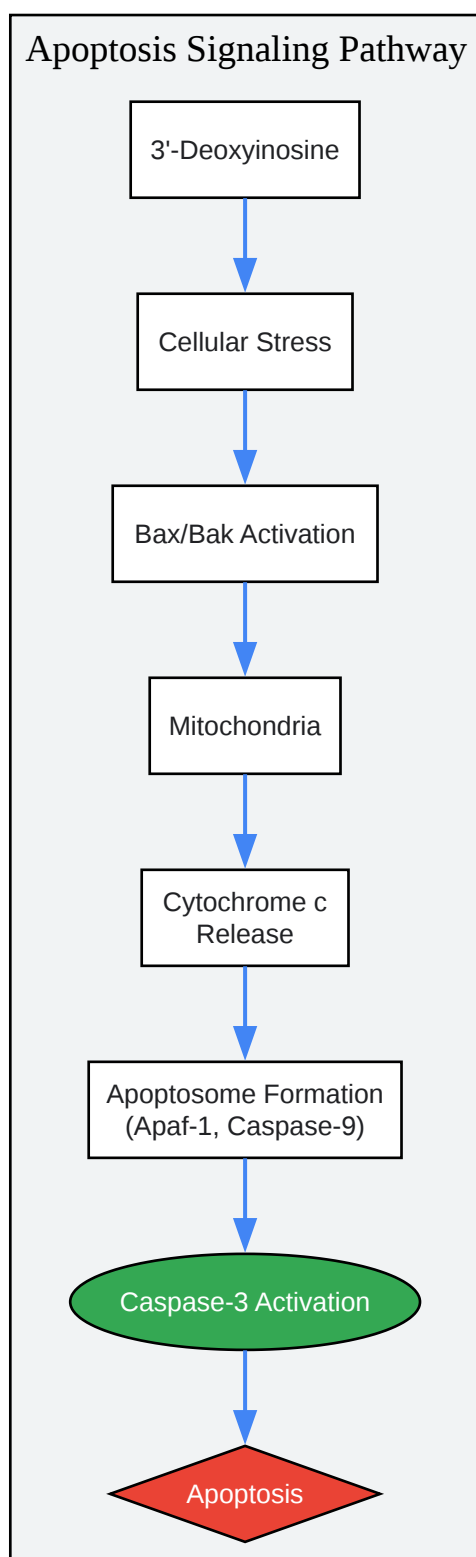 Apoptosis Signaling Pathway
3'-Deoxyinosine
Cellular Stress
Bax/Bak Activation
Mitochondria
Cytochrome c
Release
Apoptosome Formation
(Apaf-1, Caspase-9)
Caspase-3 Activation
Apoptosis